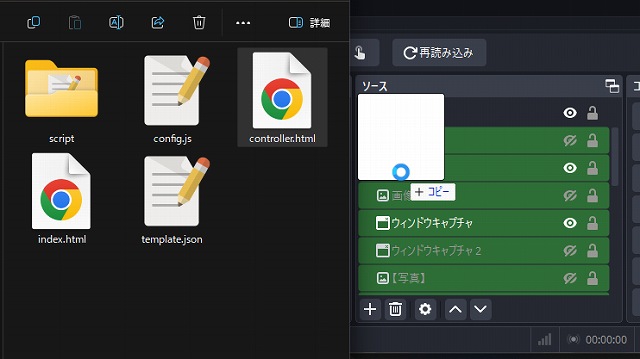 詳細
script
config.js
controller.html
index.html
template.json
再読み込み
ソース
+ コピー
画像
ウィンドウキャプチャ
ウィンドウキャプチャ 2
【写真】
00:00:00